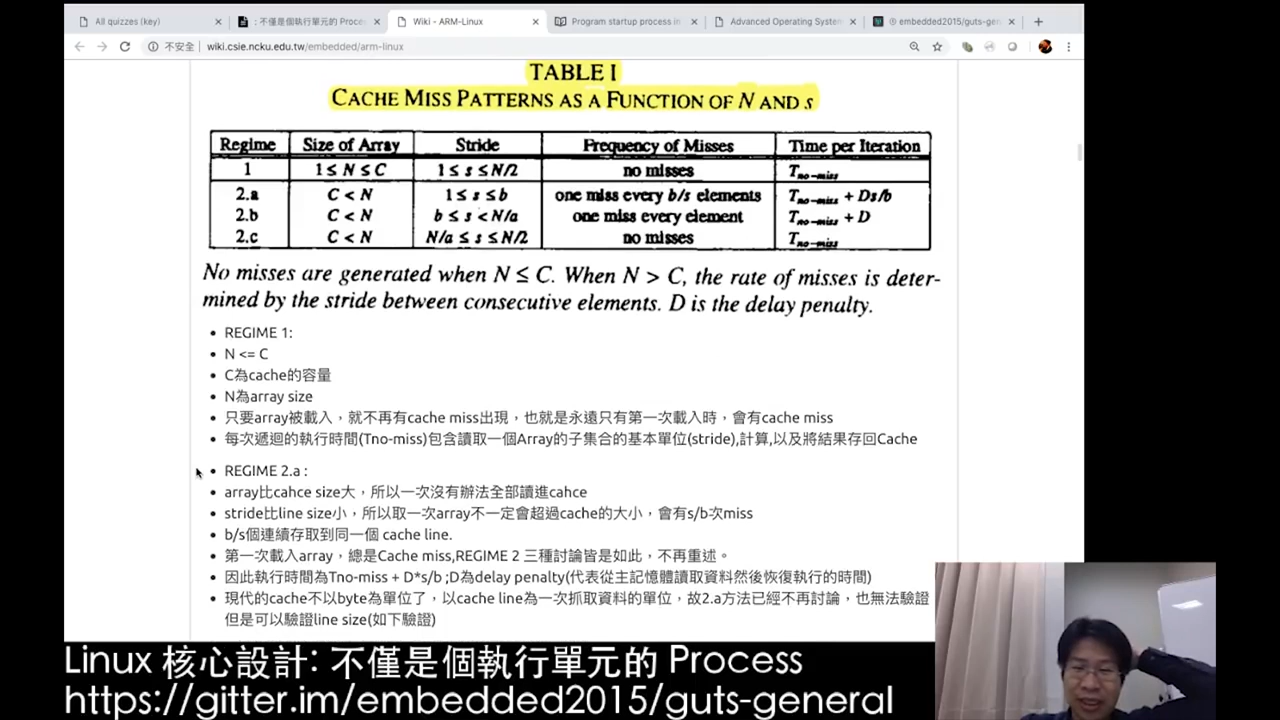 All quizzes (key)
: 不僅是個執行單元的 Proce
Wiki - ARM-Linux
Program startup process in
Advanced Operating System
embedded2015/guts-gen
不安全 | wiki.csie.ncku.edu.tw/embedded/arm-linux
TABLE I
CACHE MISS PATTERNS AS A FUNCTION OF N AND s
Regime Size of Array Stride Frequency of Misses Time per Iteration
1 1 ≤ N ≤ C 1 ≤ s ≤ N/2 no misses Tno-miss
2.a C < N 1 ≤ s ≤ b one miss every b/s elements Tno-miss + Ds/b
2.b C < N b ≤ s < N/a one miss every element Tno-miss + D
2.c C < N N/a ≤ s ≤ N/2 no misses Tno-miss
No misses are generated when N ≤ C. When N > C, the rate of misses is deter-
mined by the stride between consecutive elements. D is the delay penalty.
• REGIME 1:
• N <= C
• C為cache的容量
• N為array size
• 只要array被載入，就不再有cache miss出現，也就是永遠只有第一次載入時，會有cache miss
• 每次遞迴的執行時間(Tno-miss)包含讀取一個Array的子集合的基本單位(stride),計算,以及將結果存回Cache
• REGIME 2.a :
• array比cahce size大，所以一次沒有辦法全部讀進cahce
• stride比line size小，所以取一次array不一定會超過cache的大小，會有s/b次miss
• b/s個連續存取到同一個 cache line.
• 第一次載入array，總是Cache miss,REGIME 2 三種討論皆是如此，不再重述。
• 因此執行時間為Tno-miss + D*s/b ;D為delay penalty(代表從主記憶體讀取資料然後恢復執行的時間)
• 現代的cache不以byte為單位了，以cache line為一次抓取資料的單位，故2.a方法已經不再討論，也無法驗證
但是可以驗證line size(如下驗證)
Linux 核心設計: 不僅是個執行單元的 Process
https://gitter.im/embedded2015/guts-general